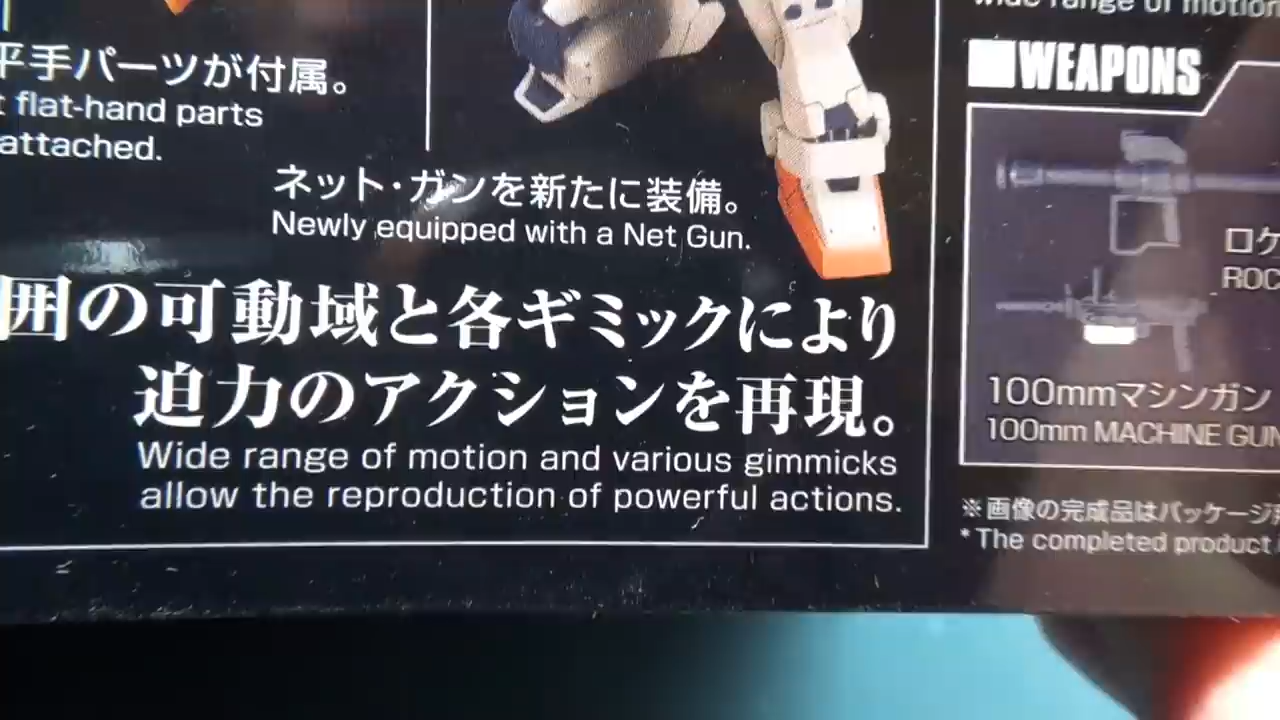 平手パーツが付属。
flat-hand parts
attached.
ネット・ガンを新たに装備。
Newly equipped with a Net Gun.
囲の可動域と各ギミックにより
迫力のアクションを再現。
Wide range of motion and various gimmicks
allow the reproduction of powerful actions.
wide range of motion
WEAPONS
ロケ
ROC
100mmマシンガン
100mm MACHINE GUN
※画像の完成品はパッケージ
* The completed product